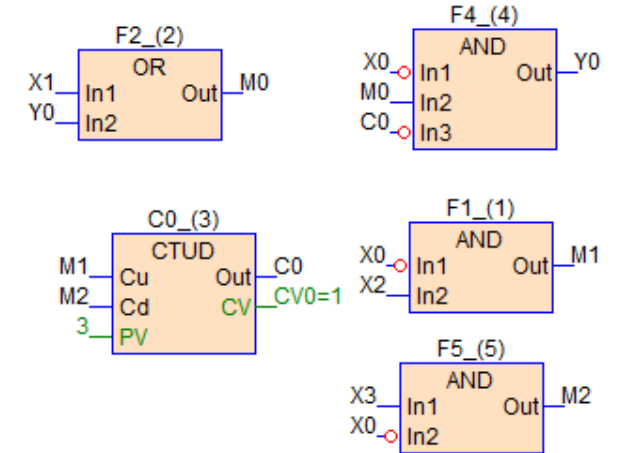 F2_(2)
OR
X1 In1 Out M0
Y0 In2
F4_(4)
AND
X0 In1 Out Y0
M0 In2
C0 In3
C0_(3)
CTUD
M1 Cu Out C0
M2 Cd CV CV0=1
3 PV
F1_(1)
AND
X0 In1 Out M1
X2 In2
F5_(5)
AND
X3 In1 Out M2
X0 In2